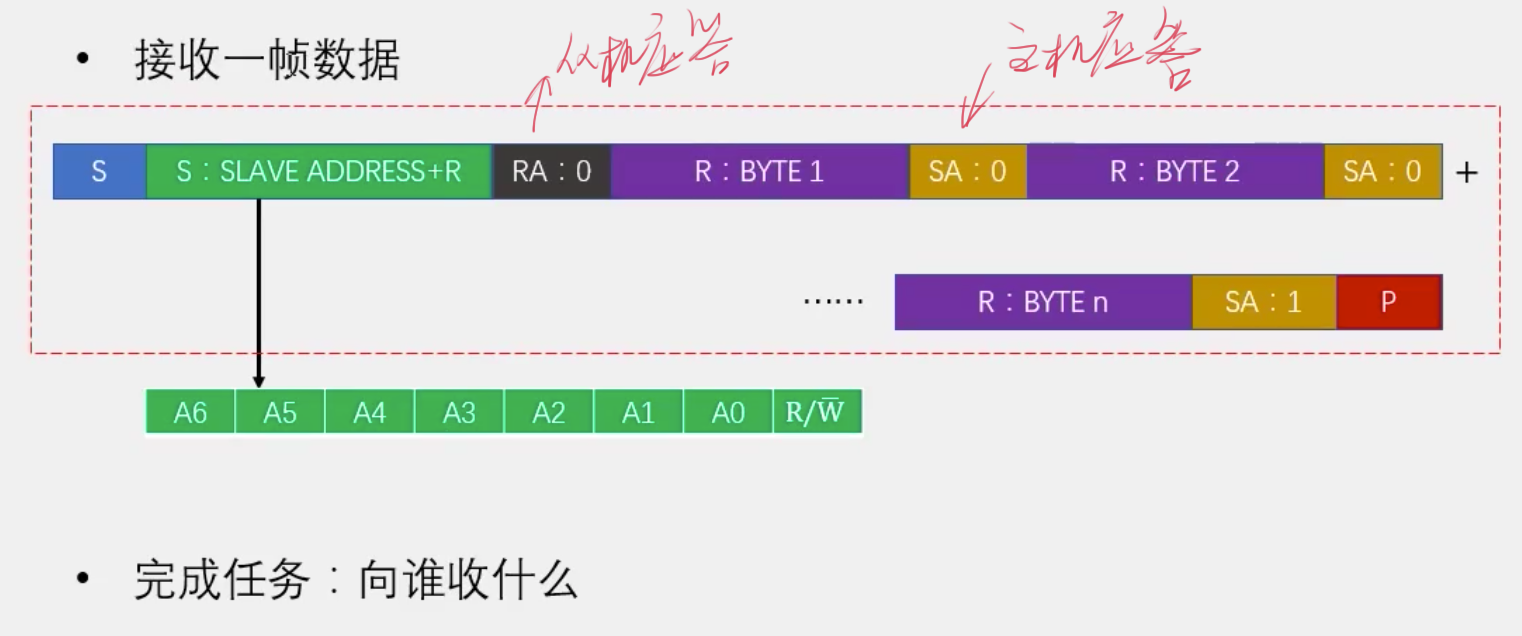 • 接收一帧数据
从机应答
主机应答
S S：SLAVE ADDRESS+R RA：0 R：BYTE 1 SA：0 R：BYTE 2 SA：0 +
…… R：BYTE n SA：1 P
A6 A5 A4 A3 A2 A1 A0 R/W̅
• 完成任务：向谁收什么